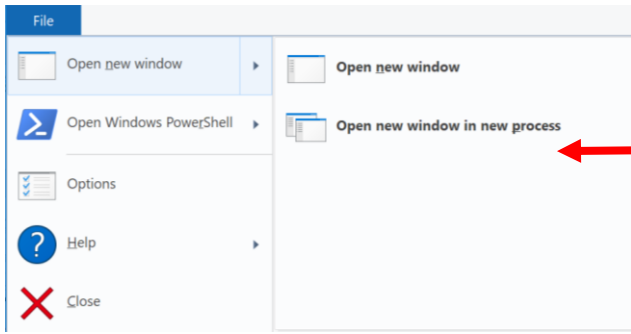 File
Open new window
Open Windows PowerShell
Options
Help
Close
Open new window
Open new window in new process